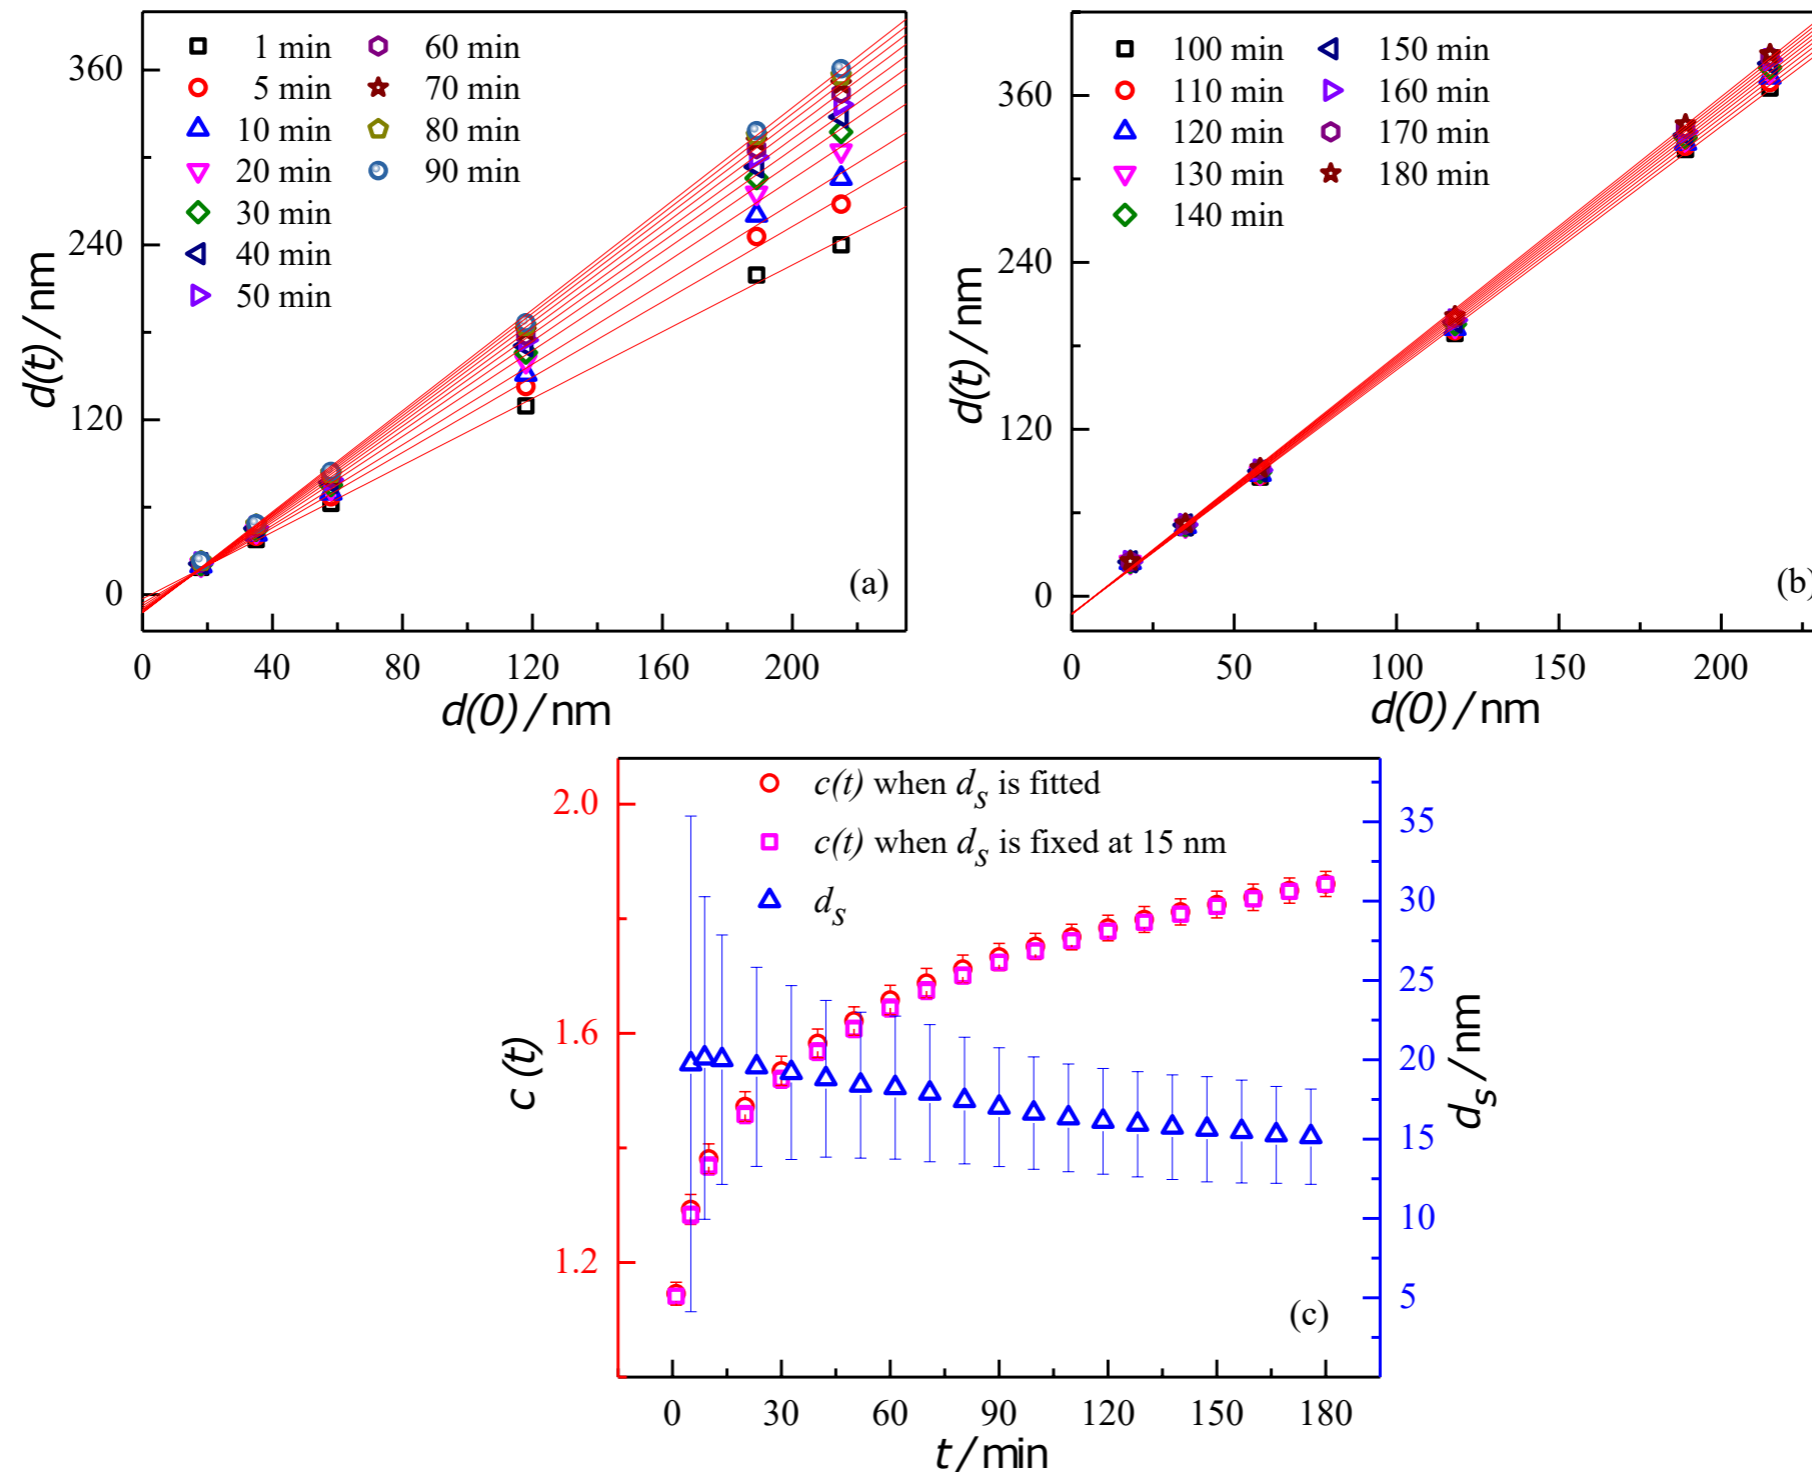 1 min
5 min
10 min
20 min
30 min
40 min
50 min
60 min
70 min
80 min
90 min
360
240
120
0
d(t) / nm
(a)
0 40 80 120 160 200
d(0) / nm
100 min
110 min
120 min
130 min
140 min
150 min
160 min
170 min
180 min
360
240
120
0
d(t) / nm
(b)
0 50 100 150 200
d(0) / nm
c(t) when dS is fitted
c(t) when dS is fixed at 15 nm
dS
2.0
1.6
1.2
c (t)
35
30
25
20
15
10
5
dS / nm
(c)
0 30 60 90 120 150 180
t / min